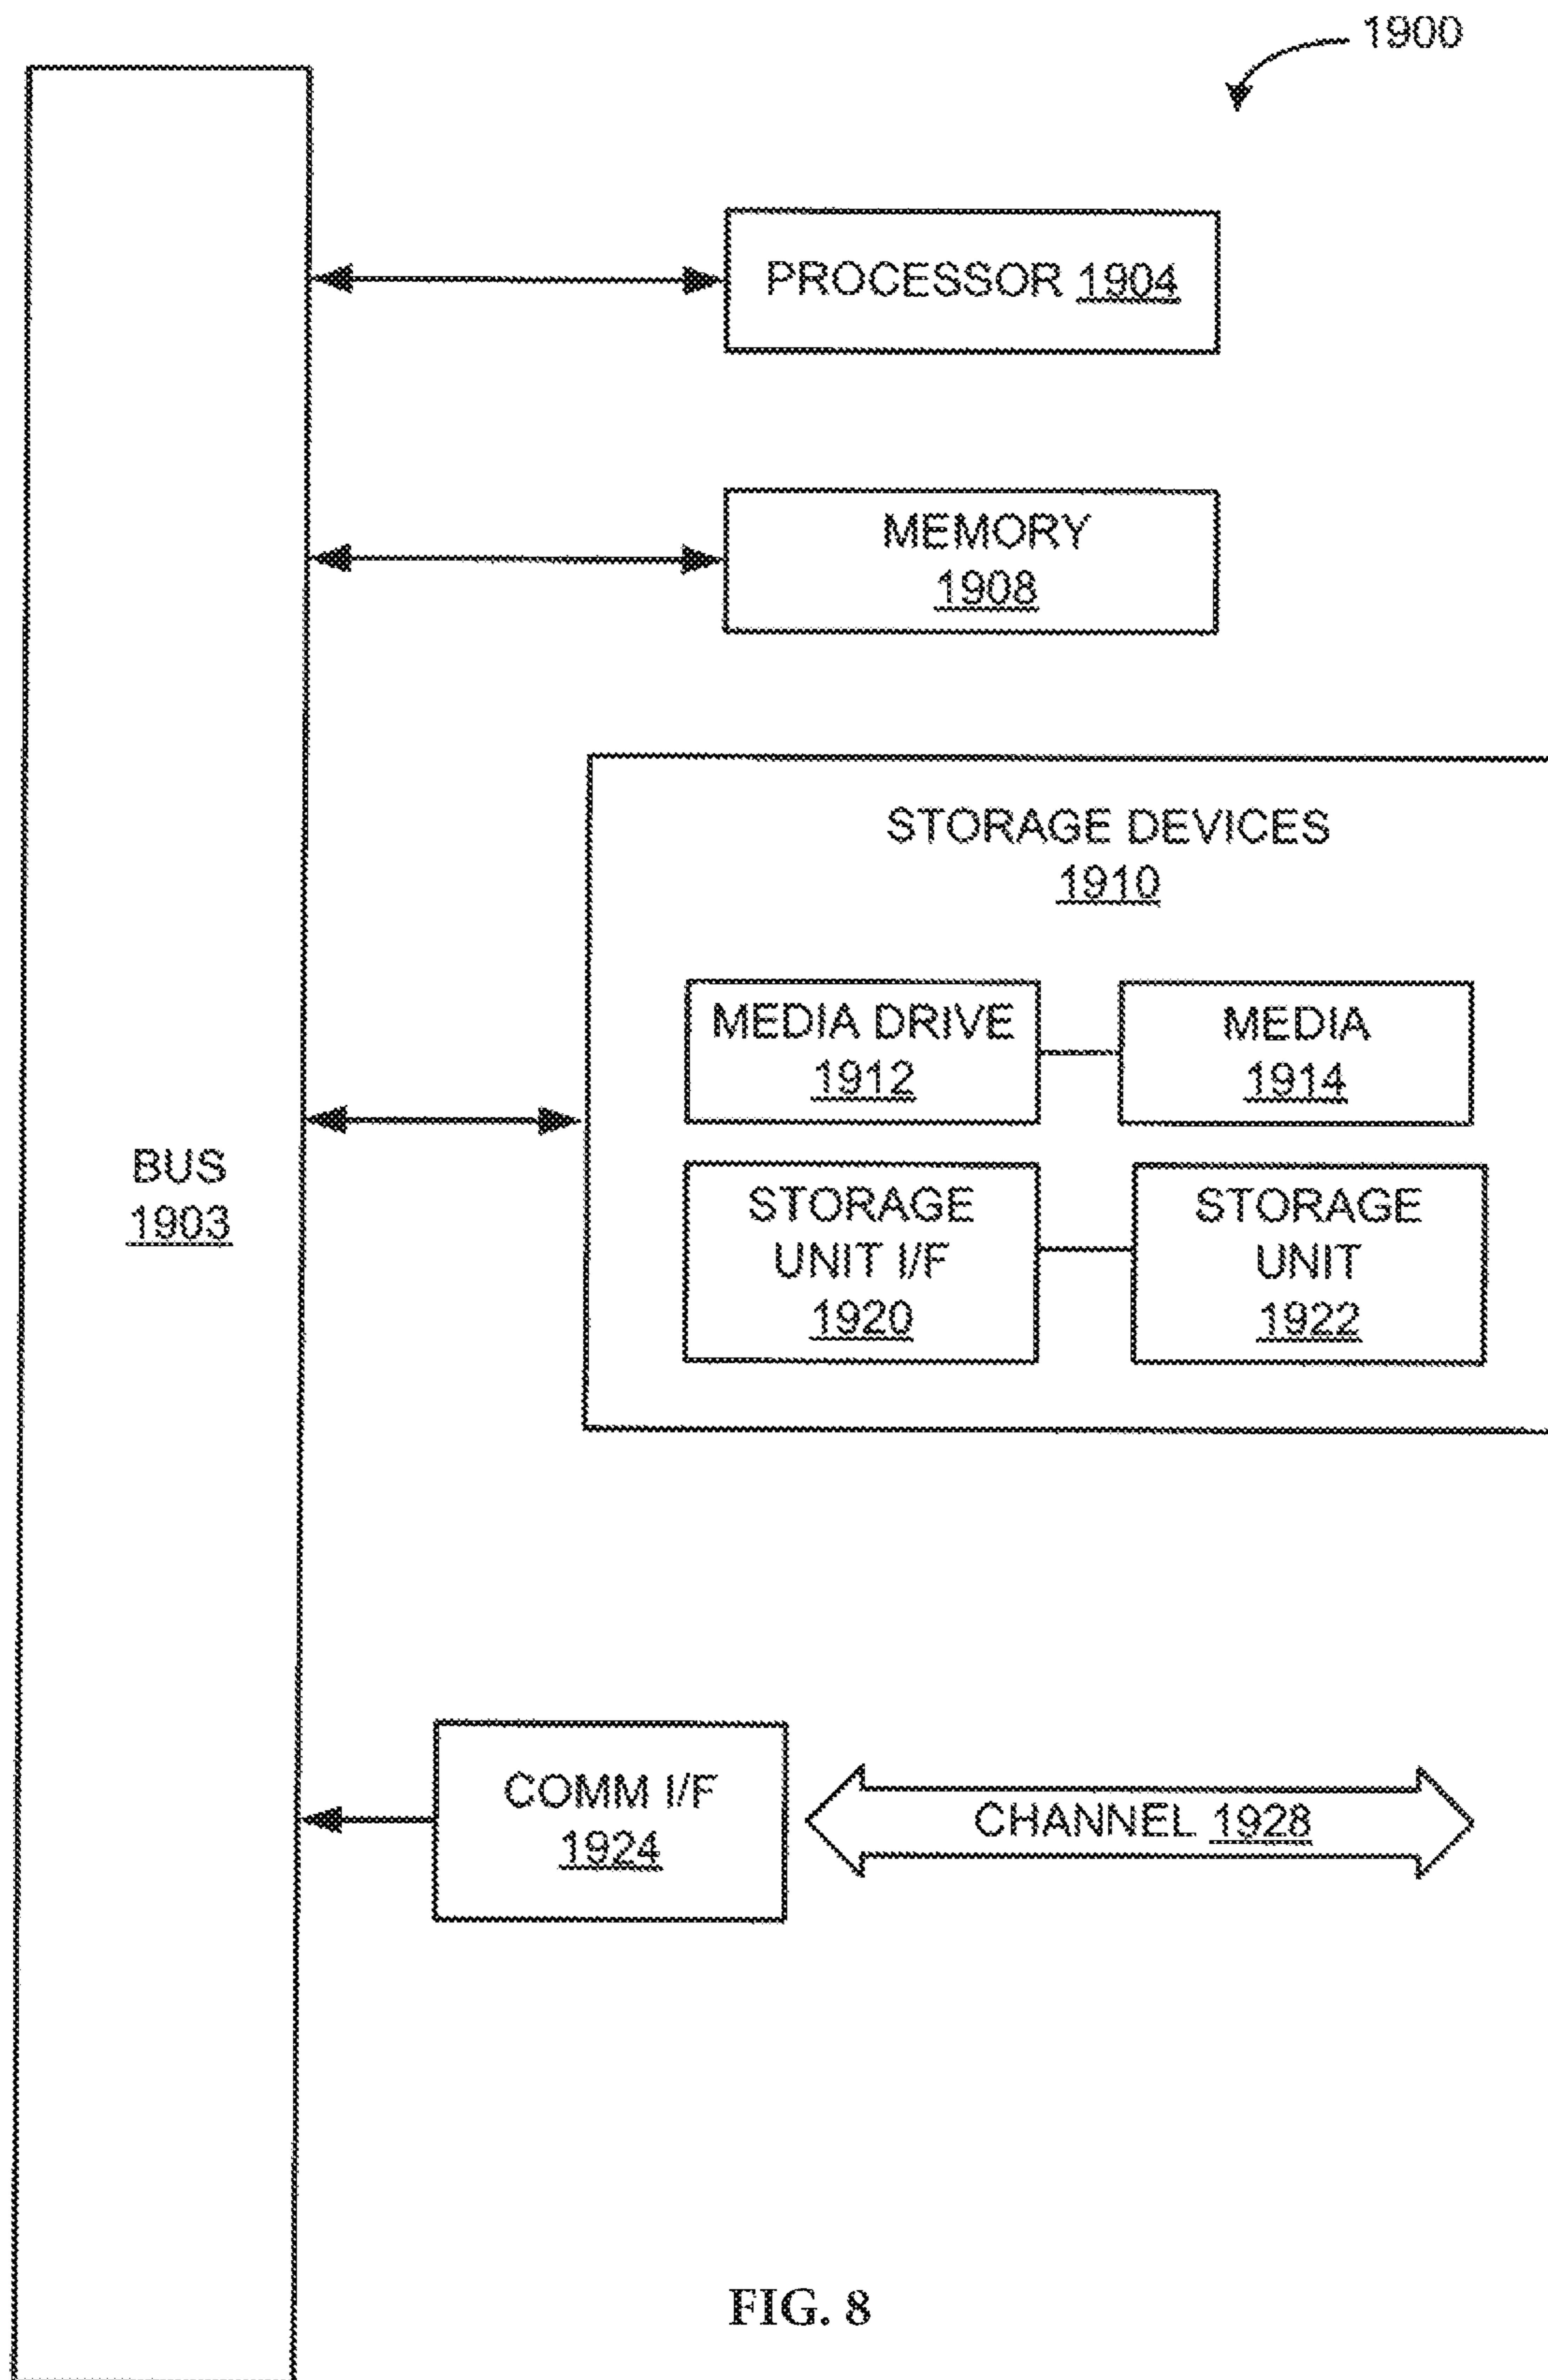 1900
PROCESSOR 1904
MEMORY
1908
STORAGE DEVICES
1910
MEDIA DRIVE
1912
MEDIA
1914
BUS
1903
STORAGE
UNIT I/F
1920
STORAGE
UNIT
1922
COMM I/F
1924
CHANNEL 1928
FIG. 8